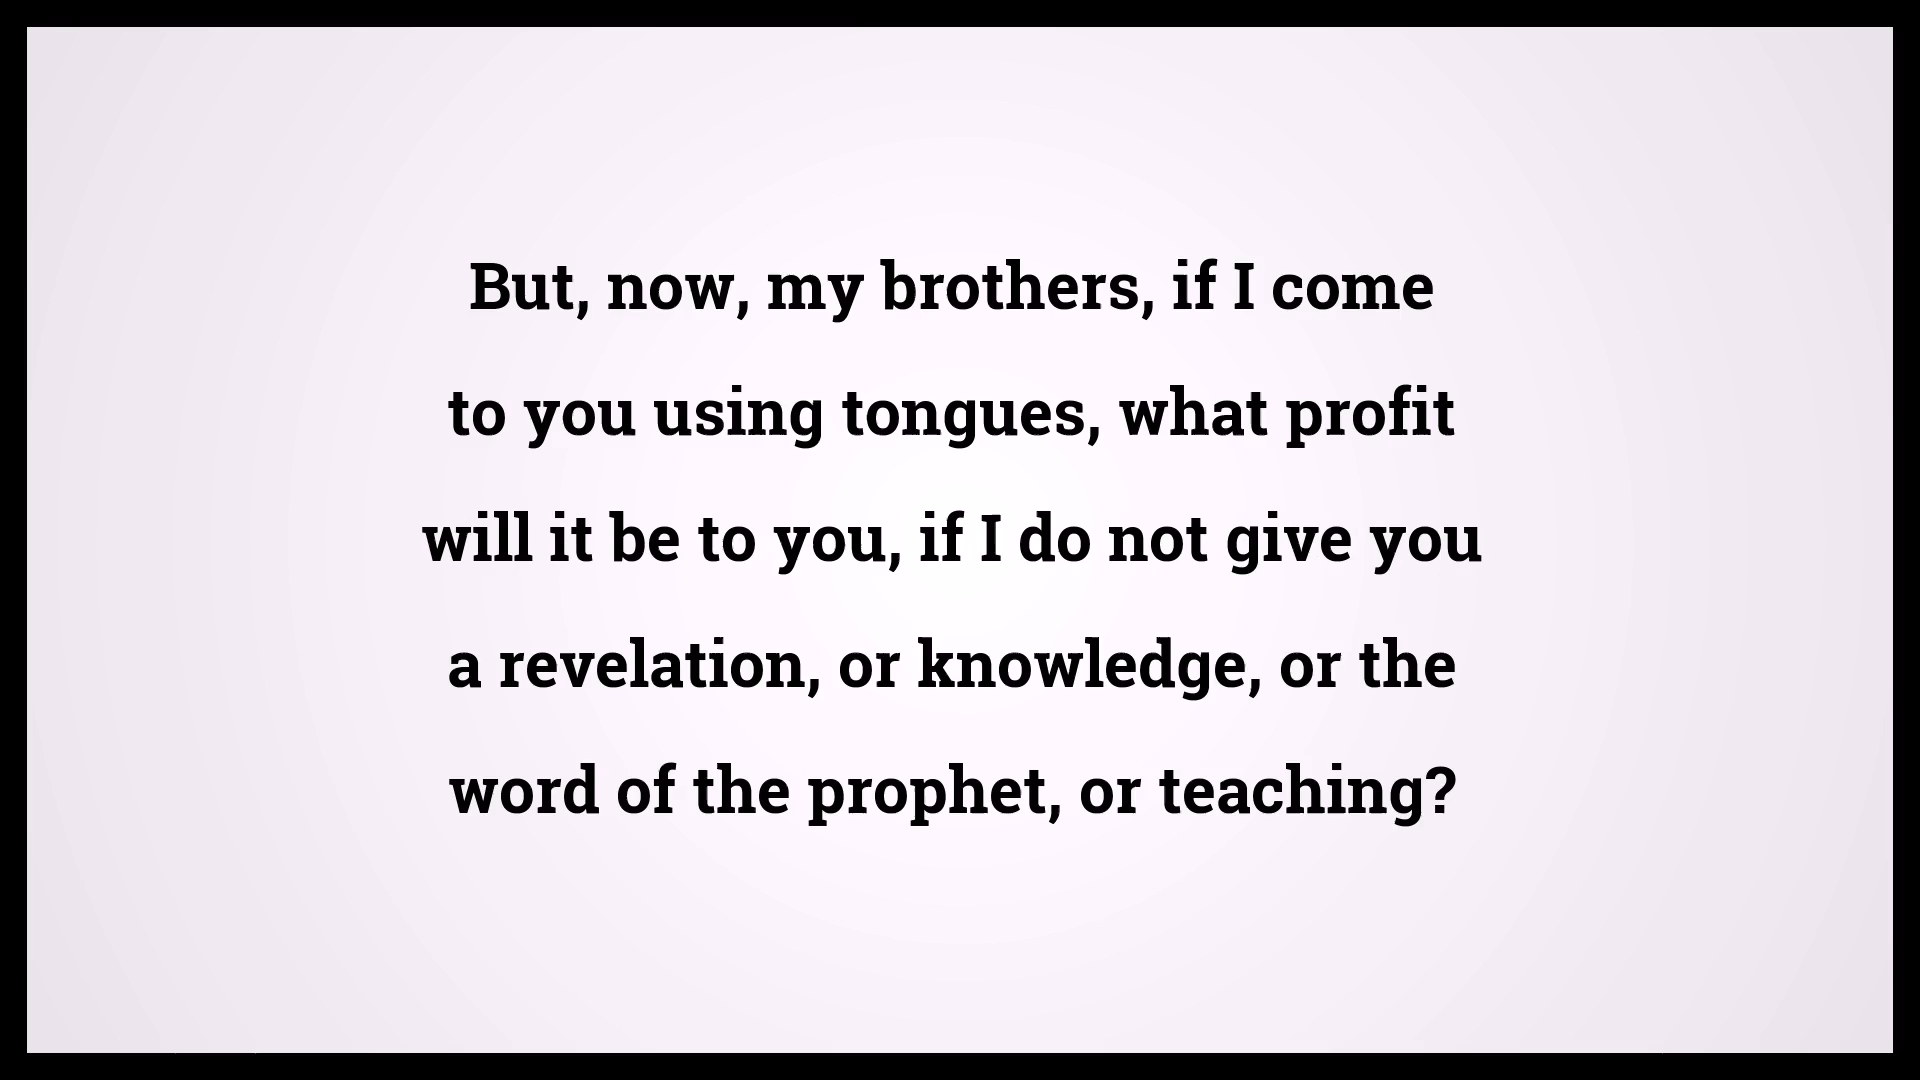 But, now, my brothers, if I come
to you using tongues, what profit
will it be to you, if I do not give you
a revelation, or knowledge, or the
word of the prophet, or teaching?